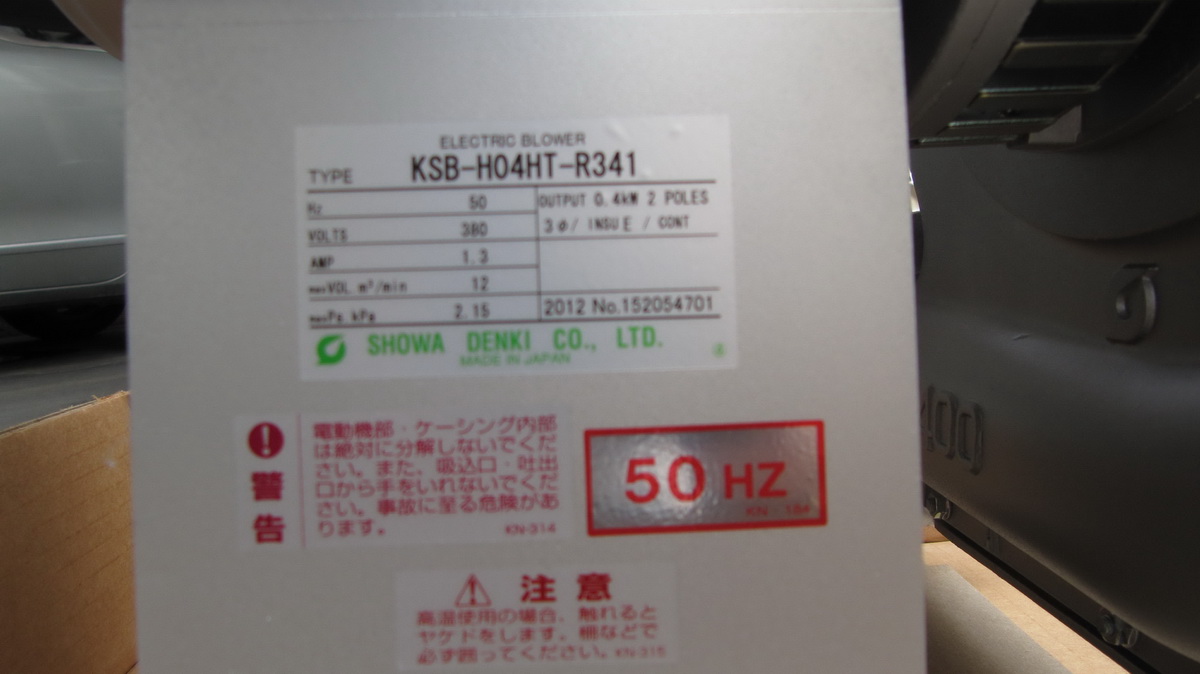 ELECTRIC BLOWER
TYPE KSB-H04HT-R341
Hz 50 OUTPUT 0.4kW 2 POLES
VOLTS 380 3φ/ INSU E / CONT
AMP 1.3
maxVOL m³/min 12
maxPs kPa 2.15 2012 No.152054701
SHOWA DENKI CO., LTD.
MADE IN JAPAN
警告
電動機部・ケーシング内部
は絶対に分解しないでくだ
さい。また、吸込口・吐出
口から手をいれないでくだ
さい。事故に至る危険があ
ります。 KN-314
50 HZ
注意
高温使用の場合、触れると
ヤケドをします。柵などで
必ず囲ってください。KN-315